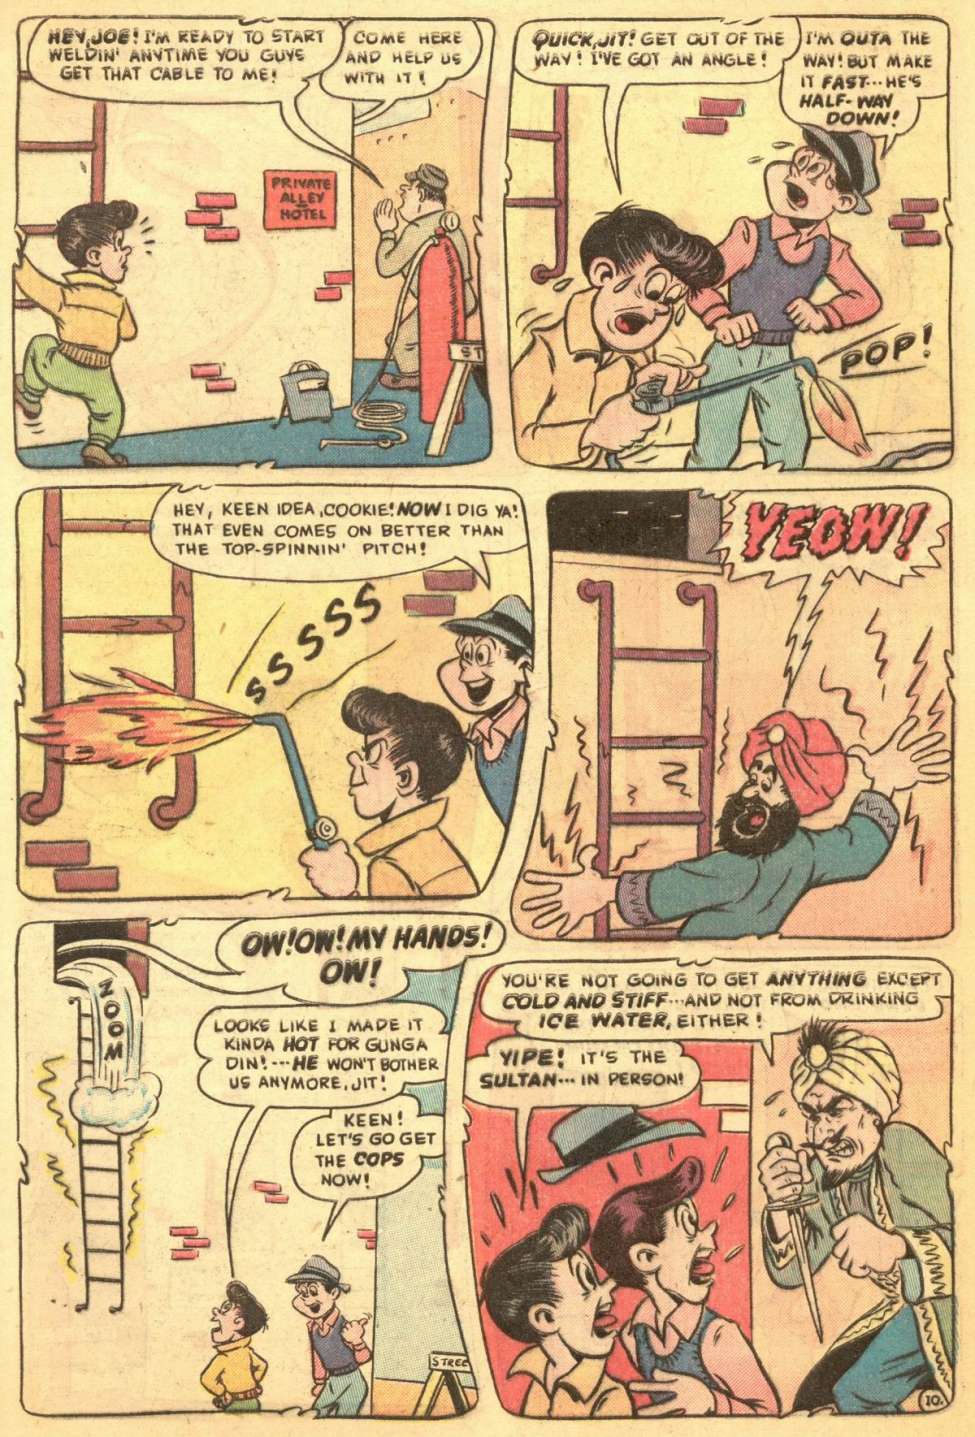 HEY, JOE! I'M READY TO START
WELDIN' ANYTIME YOU GUYS
GET THAT CABLE TO ME!
COME HERE
AND HELP US
WITH IT!
PRIVATE
ALLEY
HOTEL
ST
QUICK, JIT! GET OUT OF THE
WAY! I'VE GOT AN ANGLE!
I'M OUTA THE
WAY! BUT MAKE
IT FAST...HE'S
HALF-WAY
DOWN!
POP!
HEY, KEEN IDEA, COOKIE! NOW I DIG YA!
THAT EVEN COMES ON BETTER THAN
THE TOP-SPINNIN' PITCH!
SSSSSS
YEOW!
OW! OW! MY HANDS!
OW!
ZOOM
LOOKS LIKE I MADE IT
KINDA HOT FOR GUNGA
DIN!...HE WON'T BOTHER
US ANYMORE, JIT!
KEEN!
LET'S GO GET
THE COPS
NOW!
STREE
YOU'RE NOT GOING TO GET ANYTHING EXCEPT
COLD AND STIFF...AND NOT FROM DRINKING
ICE WATER, EITHER!
YIPE! IT'S THE
SULTAN... IN PERSON!
10.